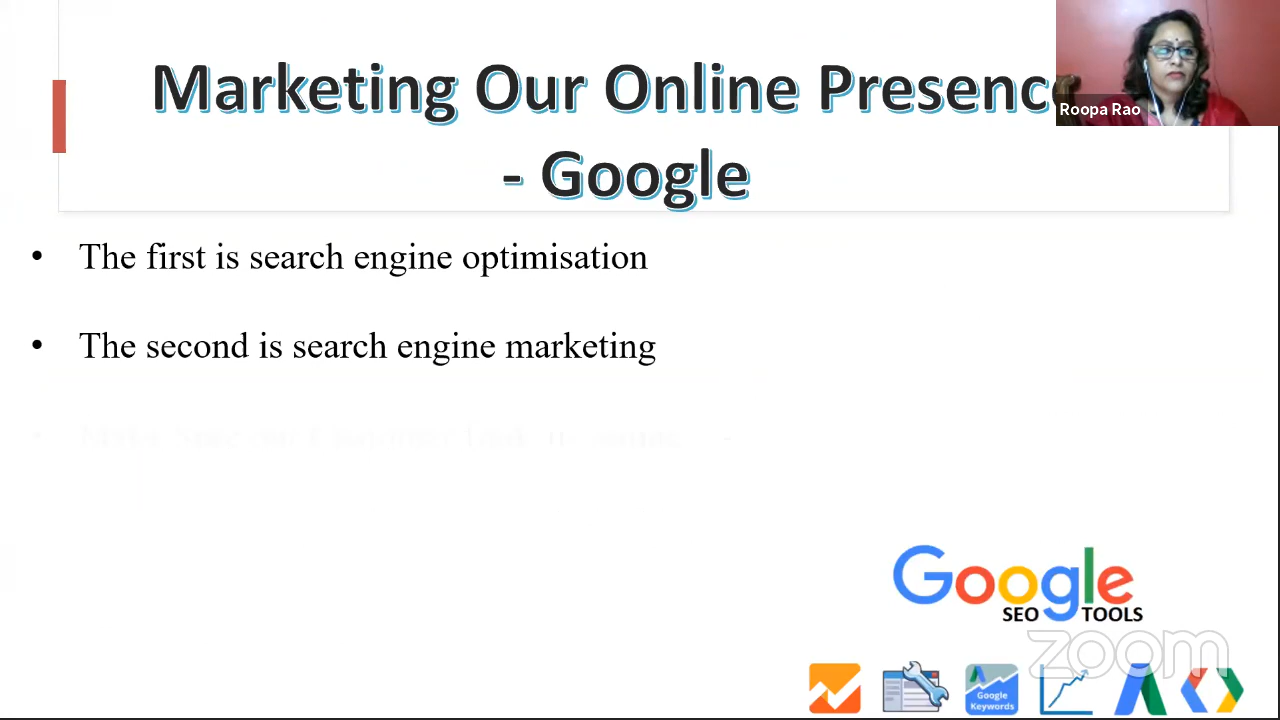 Marketing Our Online Presenc
- Google
Roopa Rao
• The first is search engine optimisation
• The second is search engine marketing
Google
SEO TOOLS
zoom
Google
Keywords